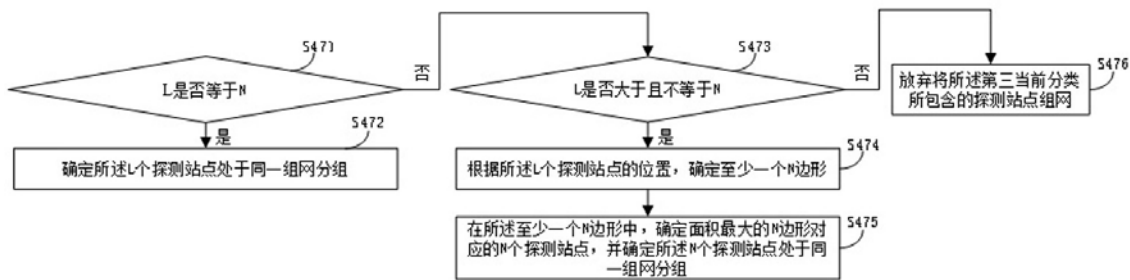 S471
L是否等于N
否
是
S472
确定所述L个探测站点处于同一组网分组
S473
L是否大于且不等于N
否
是
S474
根据所述L个探测站点的位置，确定至少一个N边形
S475
在所述至少一个N边形中，确定面积最大的N边形对
应的N个探测站点，并确定所述N个探测站点处于同
一组网分组
S476
放弃将所述第三当前分类
所包含的探测站点组网